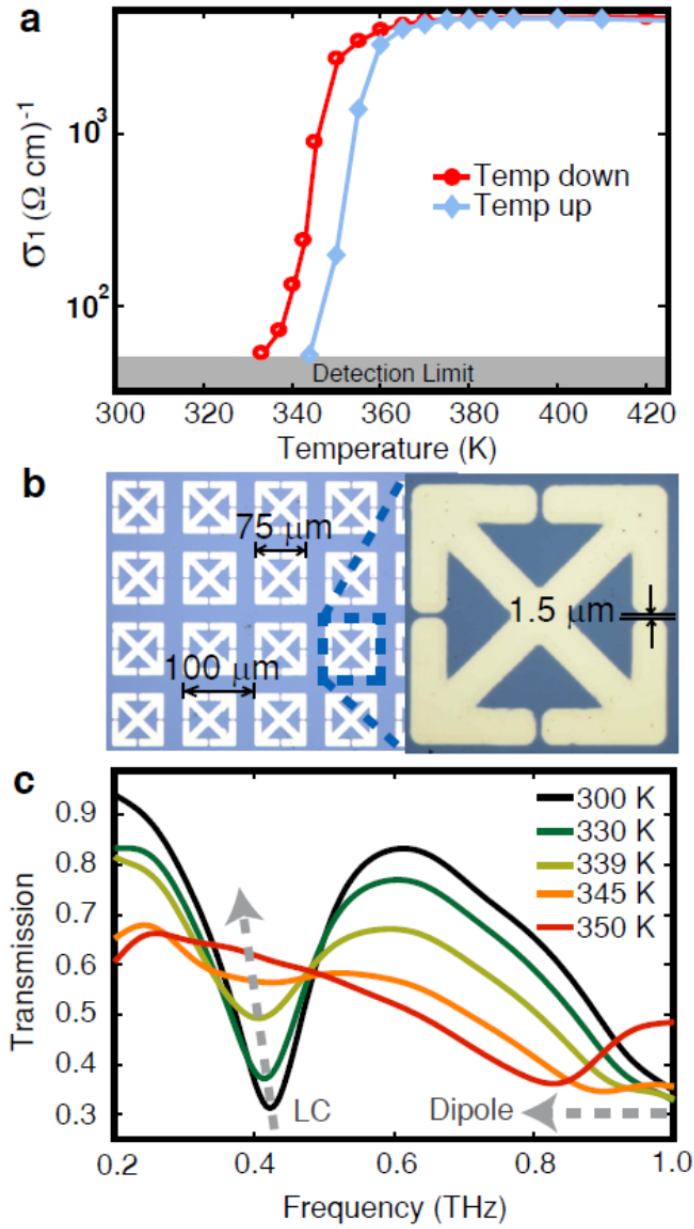 a
σ1 (Ω cm)-1
10³
10²
Temp down
Temp up
Detection Limit
300 320 340 360 380 400 420
Temperature (K)
b
75 μm
100 μm
1.5 μm
c
Transmission
0.9
0.8
0.7
0.6
0.5
0.4
0.3
300 K
330 K
339 K
345 K
350 K
LC
Dipole
0.2 0.4 0.6 0.8 1.0
Frequency (THz)